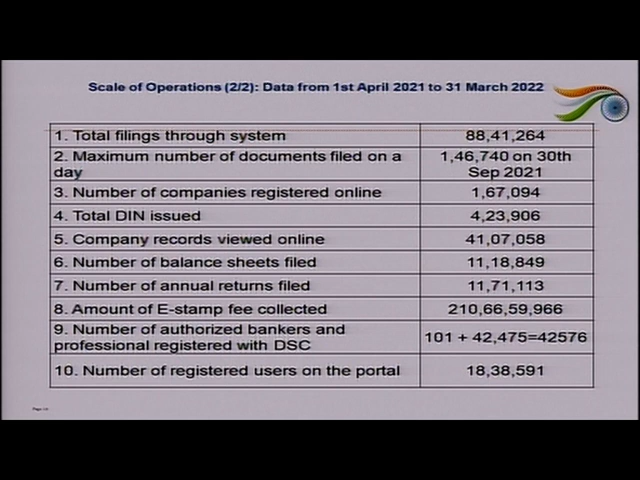 Scale of Operations (2/2): Data from 1st April 2021 to 31 March 2022
1. Total filings through system 88,41,264
2. Maximum number of documents filed on a day 1,46,740 on 30th Sep 2021
3. Number of companies registered online 1,67,094
4. Total DIN issued 4,23,906
5. Company records viewed online 41,07,058
6. Number of balance sheets filed 11,18,849
7. Number of annual returns filed 11,71,113
8. Amount of E-stamp fee collected 210,66,59,966
9. Number of authorized bankers and professional registered with DSC 101 + 42,475=42576
10. Number of registered users on the portal 18,38,591